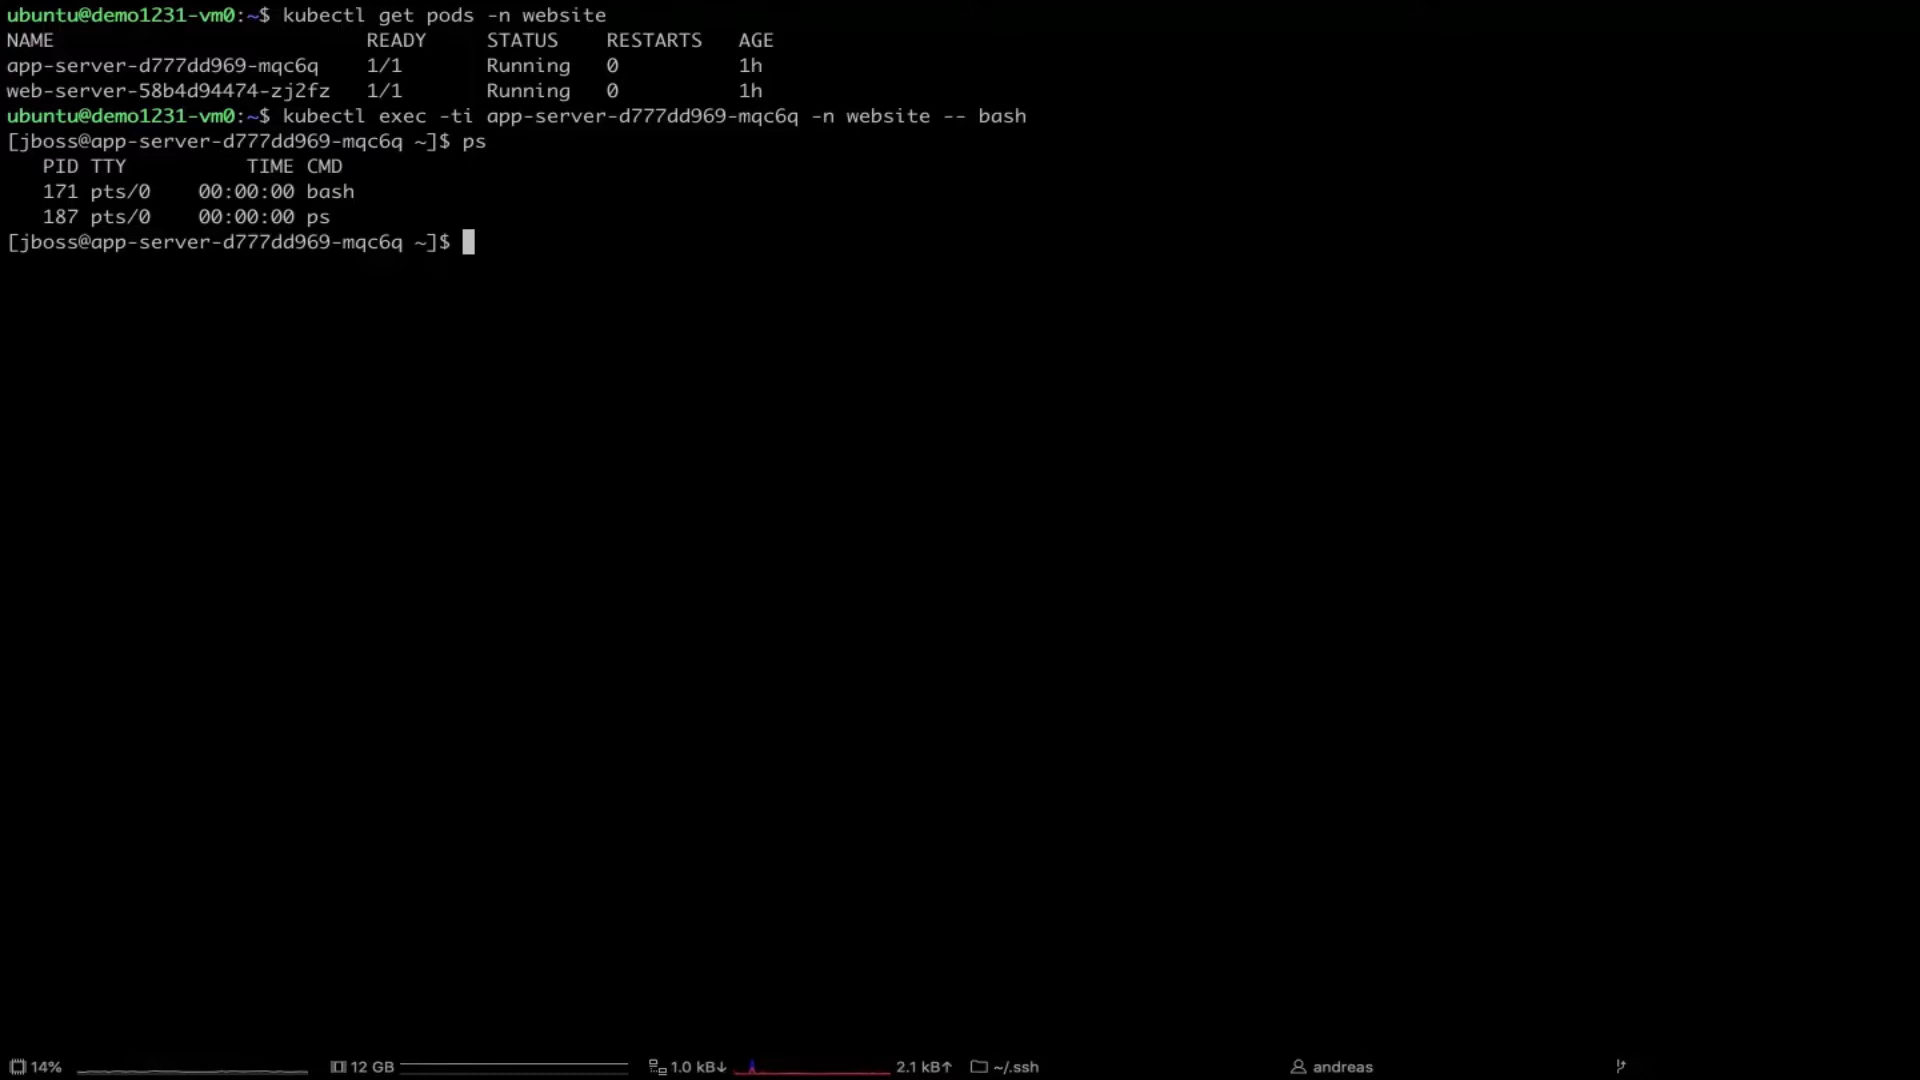 ubuntu@demo1231-vm0:~$ kubectl get pods -n website
NAME                          READY     STATUS    RESTARTS   AGE
app-server-d777dd969-mqc6q    1/1       Running   0          1h
web-server-58b4d94474-zj2fz   1/1       Running   0          1h
ubuntu@demo1231-vm0:~$ kubectl exec -ti app-server-d777dd969-mqc6q -n website -- bash
[jboss@app-server-d777dd969-mqc6q ~]$ ps
   PID TTY          TIME CMD
   171 pts/0    00:00:00 bash
   187 pts/0    00:00:00 ps
[jboss@app-server-d777dd969-mqc6q ~]$
14% 12 GB 1.0 kB↓ 2.1 kB↑ ~/.ssh andreas